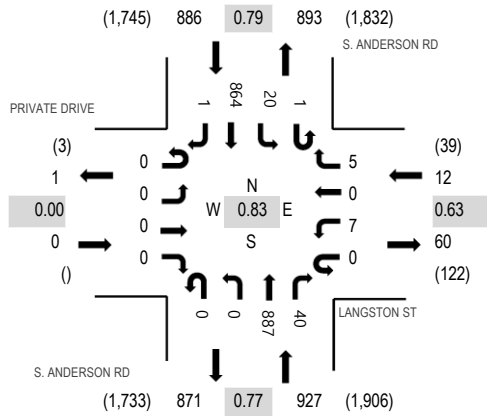 (1,745) 886 0.79 893 (1,832)
S. ANDERSON RD
1 864 20 1
PRIVATE DRIVE
(3) 0 5 (39)
1 0 0 12
N
0.00 W 0.83 E 0.63
S
0 0 7 60
() 0 0 (122)
0 0 887 40
LANGSTON ST
S. ANDERSON RD
(1,733) 871 0.77 927 (1,906)